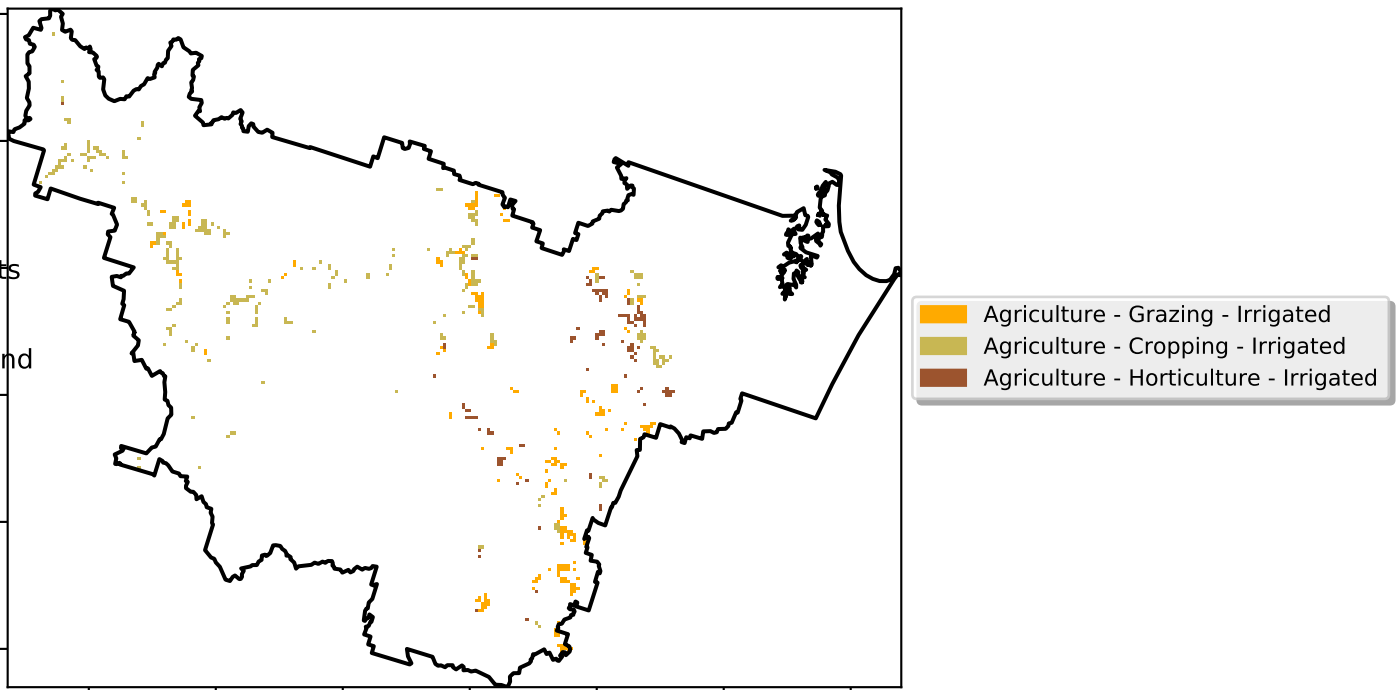 ts
nd
Agriculture - Grazing - Irrigated
Agriculture - Cropping - Irrigated
Agriculture - Horticulture - Irrigated